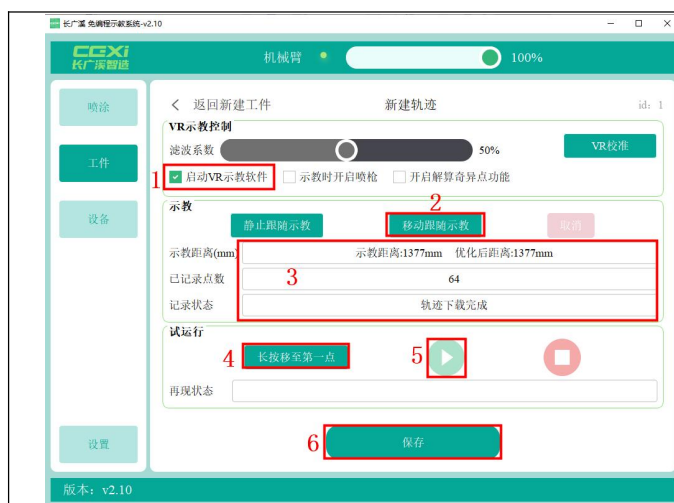 长广溪 免编程示教系统-v2.10
CGXi
长广溪智造
机械臂 100%
喷涂
工件
设备
设置
返回新建工件 新建轨迹 id: 1
VR示教控制
滤波系数 50% VR校准
1 启动VR示教软件 示教时开启喷枪 开启解算奇异点功能
2
示教
静止跟随示教 移动跟随示教 取消
示教距离(mm) 示教距离:1377mm 优化后距离:1377mm
已记录点数 3 64
记录状态 轨迹下载完成
试运行
4 长按移至第一点 5
再现状态
6 保存
版本: v2.10